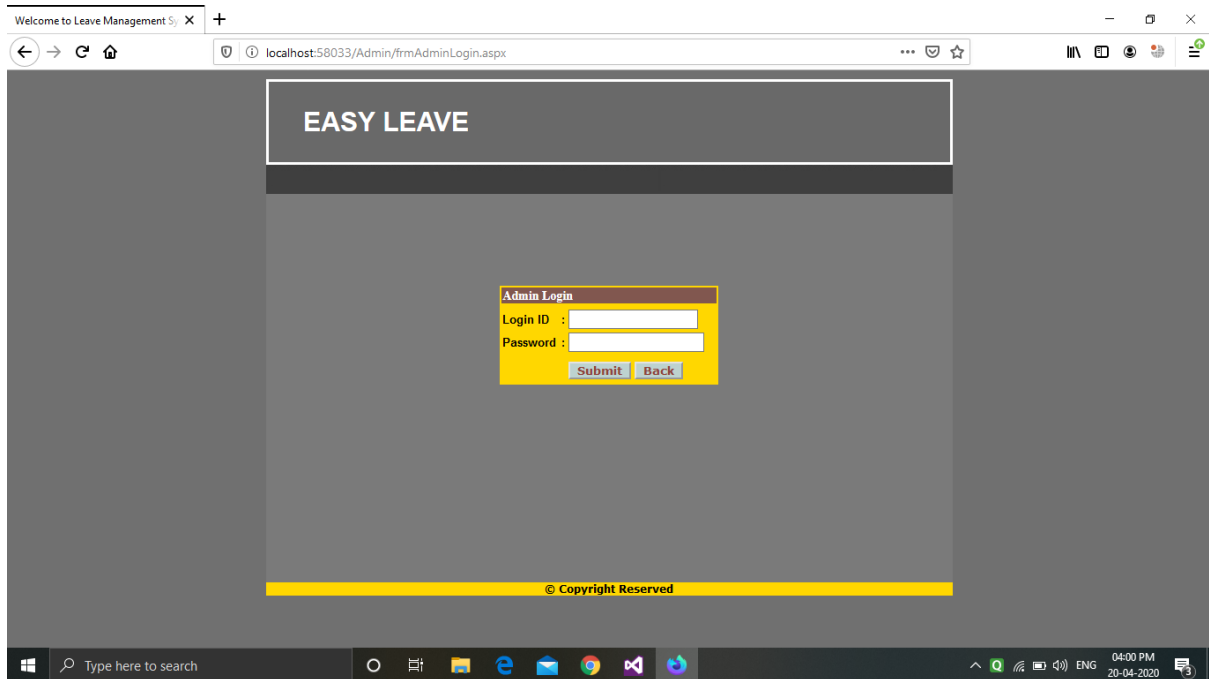 Welcome to Leave Management Sy
localhost:58033/Admin/frmAdminLogin.aspx
EASY LEAVE
Admin Login
Login ID :
Password :
Submit Back
© Copyright Reserved
Type here to search
Q ENG 04:00 PM
20-04-2020 3